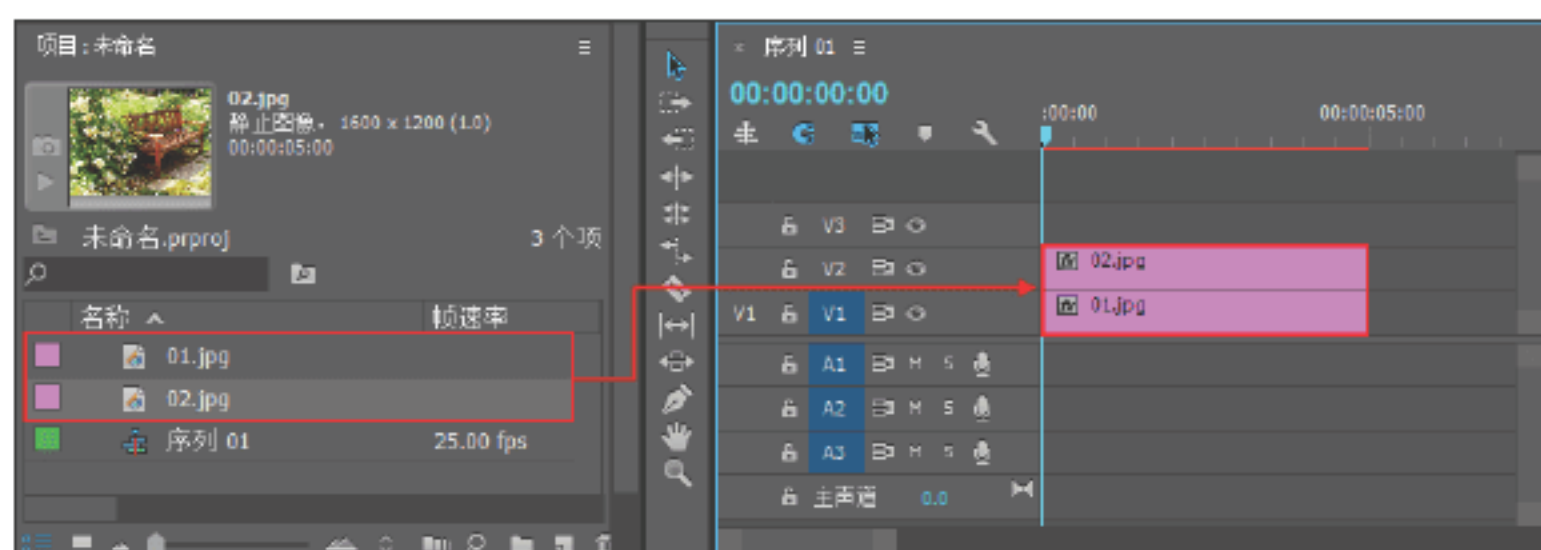 项目:未命名
02.jpg
静止图像, 1600 x 1200 (1.0)
00:00:05:00
未命名.prproj
3 个项
名称
帧速率
01.jpg
02.jpg
序列 01
25.00 fps
× 序列 01
00:00:00:00
:00:00
00:00:05:00
V3
V2
02.jpg
V1
V1
01.jpg
A1 M S
A2 M S
A3 M S
主声道
0.0